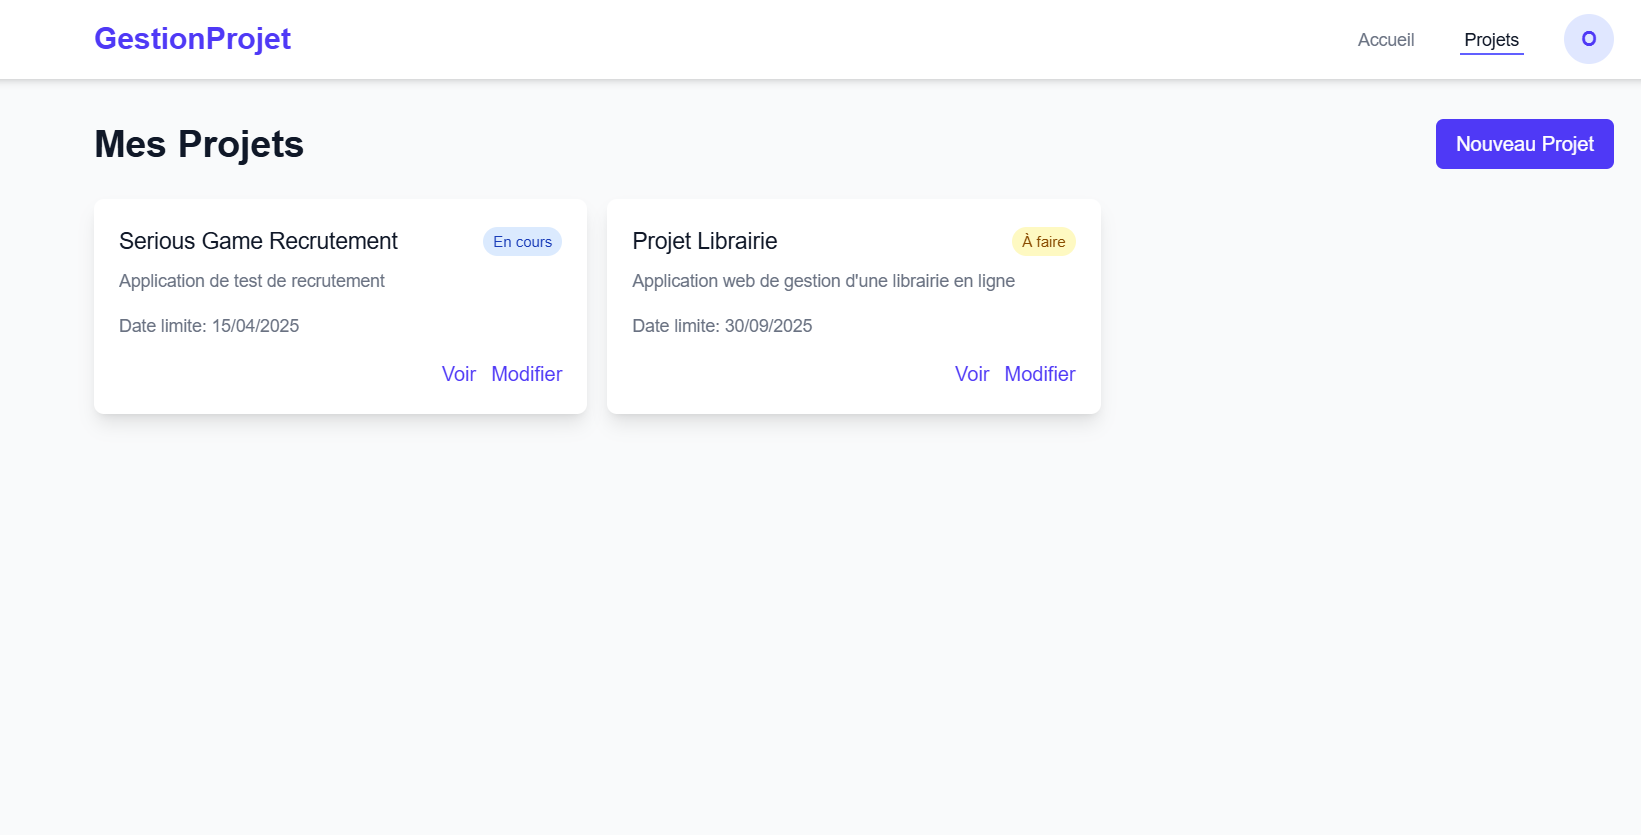 GestionProjet
Accueil
Projets
O
Mes Projets
Nouveau Projet
Serious Game Recrutement
En cours
Application de test de recrutement
Date limite: 15/04/2025
Voir Modifier
Projet Librairie
À faire
Application web de gestion d'une librairie en ligne
Date limite: 30/09/2025
Voir Modifier